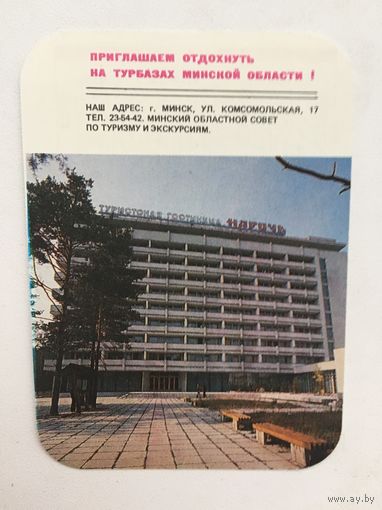 ПРИГЛАШАЕМ ОТДОХНУТЬ
НА ТУРБАЗАХ МИНСКОЙ ОБЛАСТИ !
НАШ АДРЕС: г. МИНСК, УЛ. КОМСОМОЛЬСКАЯ, 17
ТЕЛ. 23-54-42. МИНСКИЙ ОБЛАСТНОЙ СОВЕТ
ПО ТУРИЗМУ И ЭКСКУРСИЯМ.
ТУРИСТСКАЯ ГОСТИНИЦА НАРОЧЬ
www.ay.by